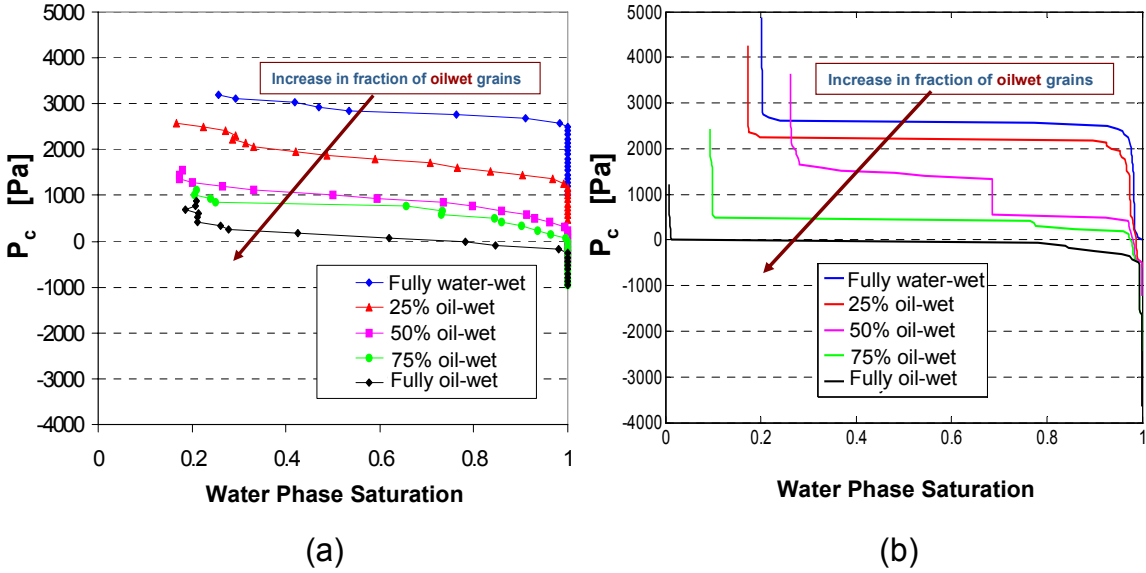 5000
4000
3000
2000
1000
0
-1000
-2000
-3000
-4000
P_c [Pa]
0
0.2
0.4
0.6
0.8
1
Water Phase Saturation
Increase in fraction of oilwet grains
Fully water-wet
25% oil-wet
50% oil-wet
75% oil-wet
Fully oil-wet
(a)
5000
4000
3000
2000
1000
0
-1000
-2000
-3000
-4000
P_c [Pa]
0
0.2
0.4
0.6
0.8
1
Water Phase Saturation
Increase in fraction of oilwet grains
Fully water-wet
25% oil-wet
50% oil-wet
75% oil-wet
Fully oil-wet
(b)